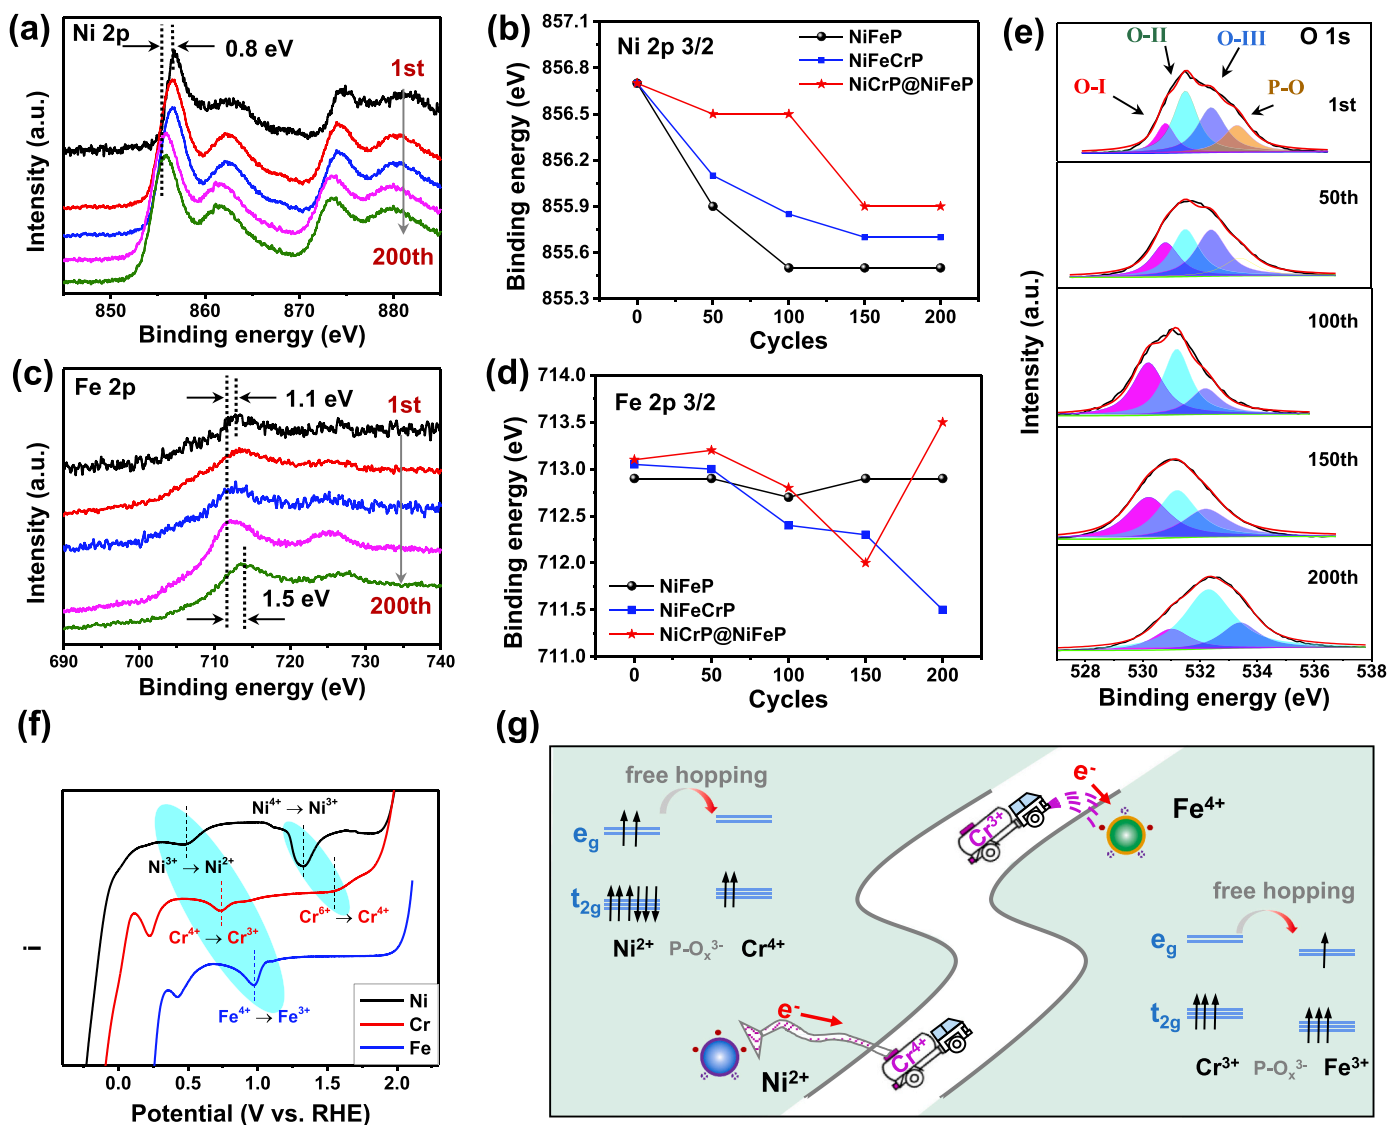 (a)
Ni 2p
0.8 eV
1st
200th
Intensity (a.u.)
850 860 870 880
Binding energy (eV)
(b)
Ni 2p 3/2
NiFeP
NiFeCrP
NiCrP@NiFeP
857.1
856.8
856.5
856.2
855.9
855.6
855.3
Binding energy (eV)
0 50 100 150 200
Cycles
(c)
Fe 2p
1.1 eV
1st
200th
1.5 eV
Intensity (a.u.)
690 700 710 720 730 740
Binding energy (eV)
(d)
Fe 2p 3/2
714.0
713.5
713.0
712.5
712.0
711.5
711.0
NiFeP
NiFeCrP
NiCrP@NiFeP
Binding energy (eV)
0 50 100 150 200
Cycles
(e)
O 1s
O-II
O-III
O-I
P-O
1st
50th
100th
150th
200th
Intensity (a.u.)
528 530 532 534 536 538
Binding energy (eV)
(f)
Ni4+ → Ni3+
Ni3+ → Ni2+
Cr6+ → Cr4+
Cr4+ → Cr3+
Fe4+ → Fe3+
Ni
Cr
Fe
i
0.0 0.5 1.0 1.5 2.0
Potential (V vs. RHE)
(g)
free hopping
eg
t2g
Ni2+ P-Ox3- Cr4+
e-
Cr3+
Fe4+
free hopping
eg
t2g
Cr3+ P-Ox3- Fe3+
e-
Cr4+
Ni2+